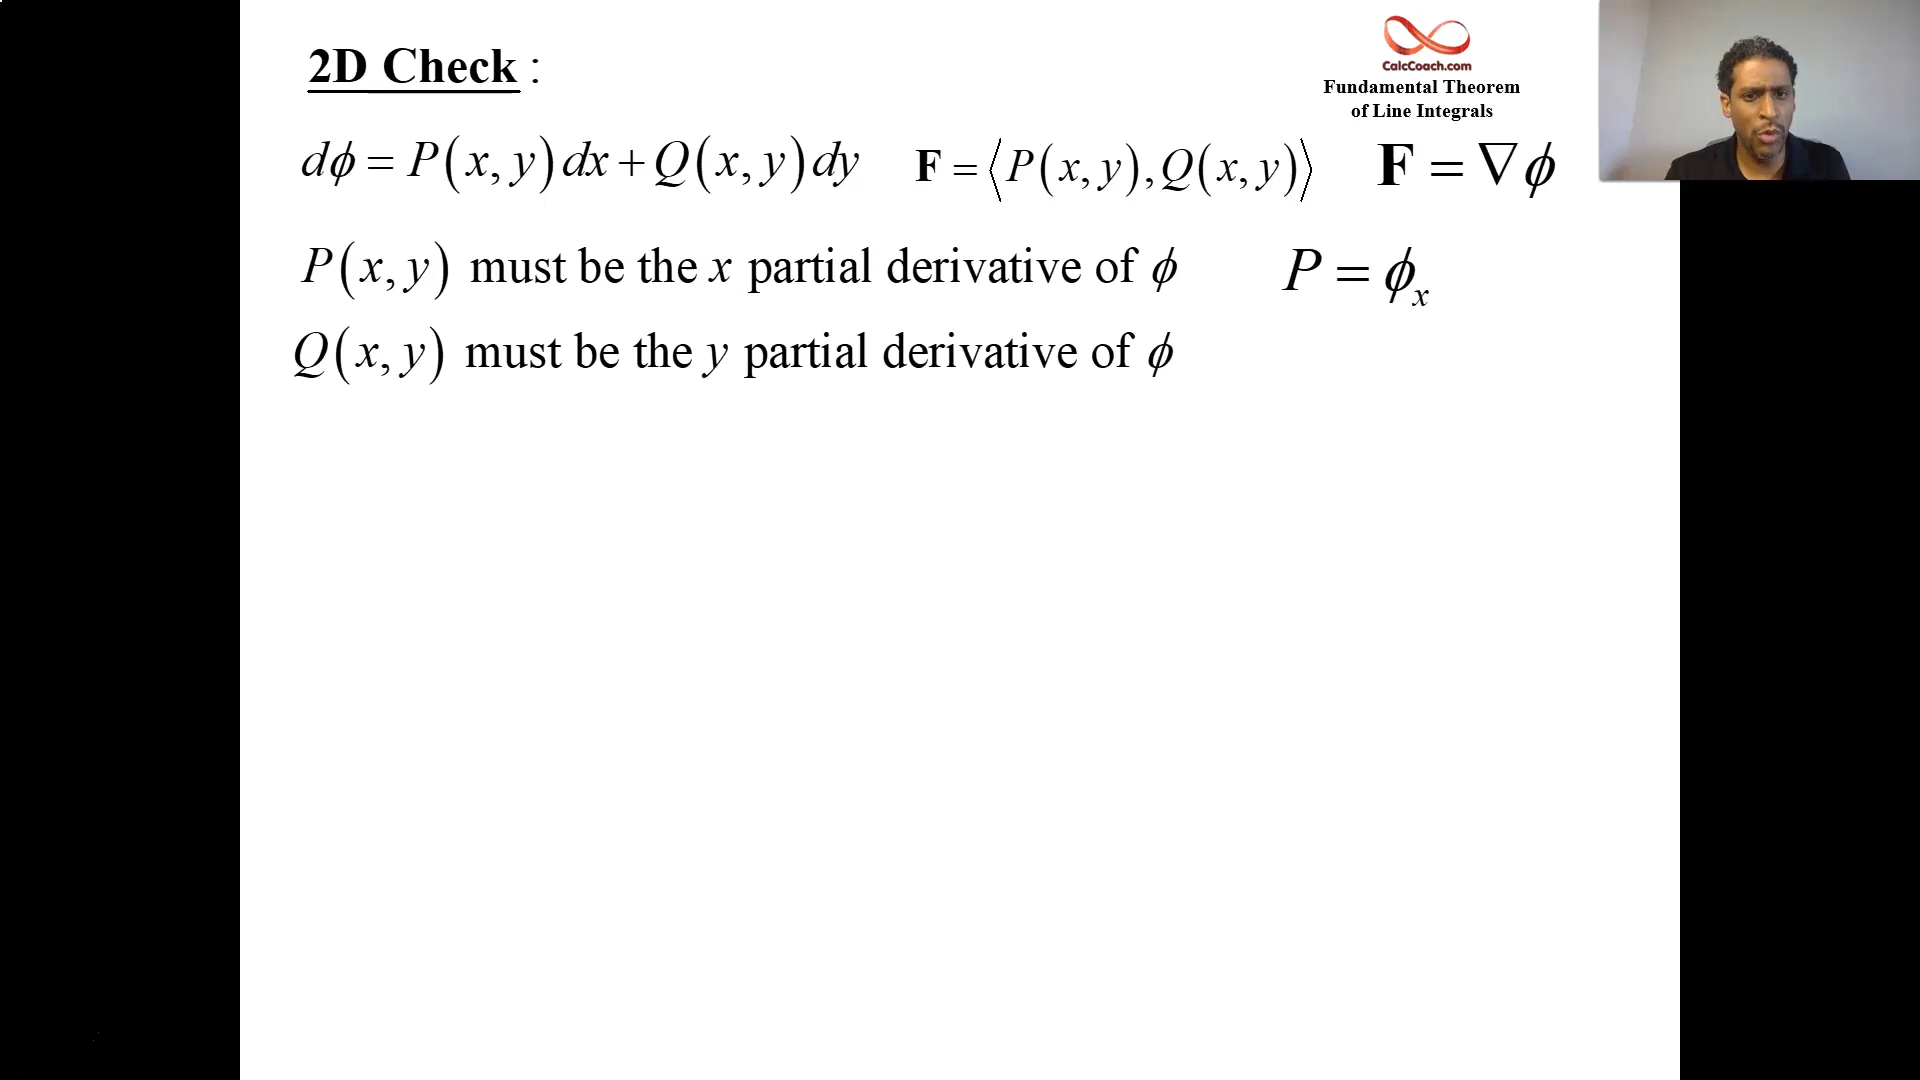 2D Check :
CalcCoach.com
Fundamental Theorem
of Line Integrals
dϕ = P(x, y)dx + Q(x, y)dy   F = ⟨P(x, y), Q(x, y)⟩   F = ∇ϕ
P(x, y) must be the x partial derivative of ϕ   P = ϕₓ
Q(x, y) must be the y partial derivative of ϕ